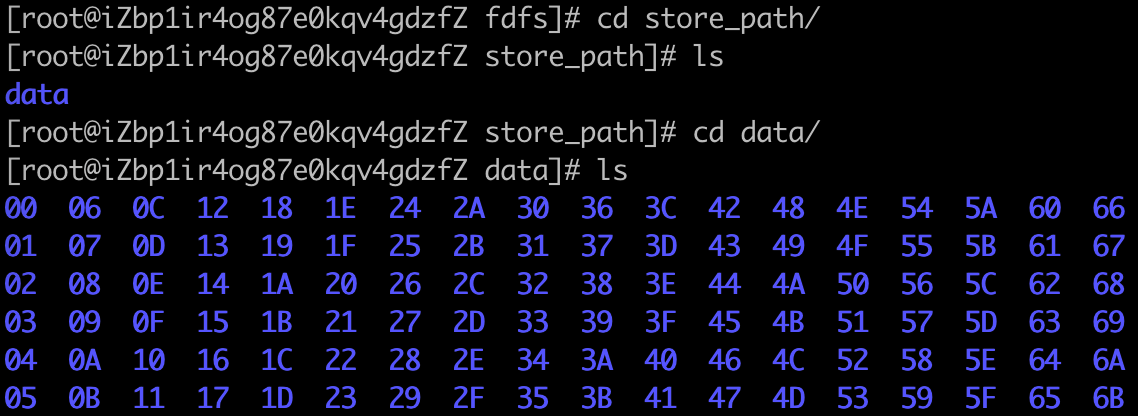 [root@iZbp1ir4og87e0kqv4gdzfZ fdfs]# cd store_path/
[root@iZbp1ir4og87e0kqv4gdzfZ store_path]# ls
data
[root@iZbp1ir4og87e0kqv4gdzfZ store_path]# cd data/
[root@iZbp1ir4og87e0kqv4gdzfZ data]# ls
00 06 0C 12 18 1E 24 2A 30 36 3C 42 48 4E 54 5A 60 66
01 07 0D 13 19 1F 25 2B 31 37 3D 43 49 4F 55 5B 61 67
02 08 0E 14 1A 20 26 2C 32 38 3E 44 4A 50 56 5C 62 68
03 09 0F 15 1B 21 27 2D 33 39 3F 45 4B 51 57 5D 63 69
04 0A 10 16 1C 22 28 2E 34 3A 40 46 4C 52 58 5E 64 6A
05 0B 11 17 1D 23 29 2F 35 3B 41 47 4D 53 59 5F 65 6B